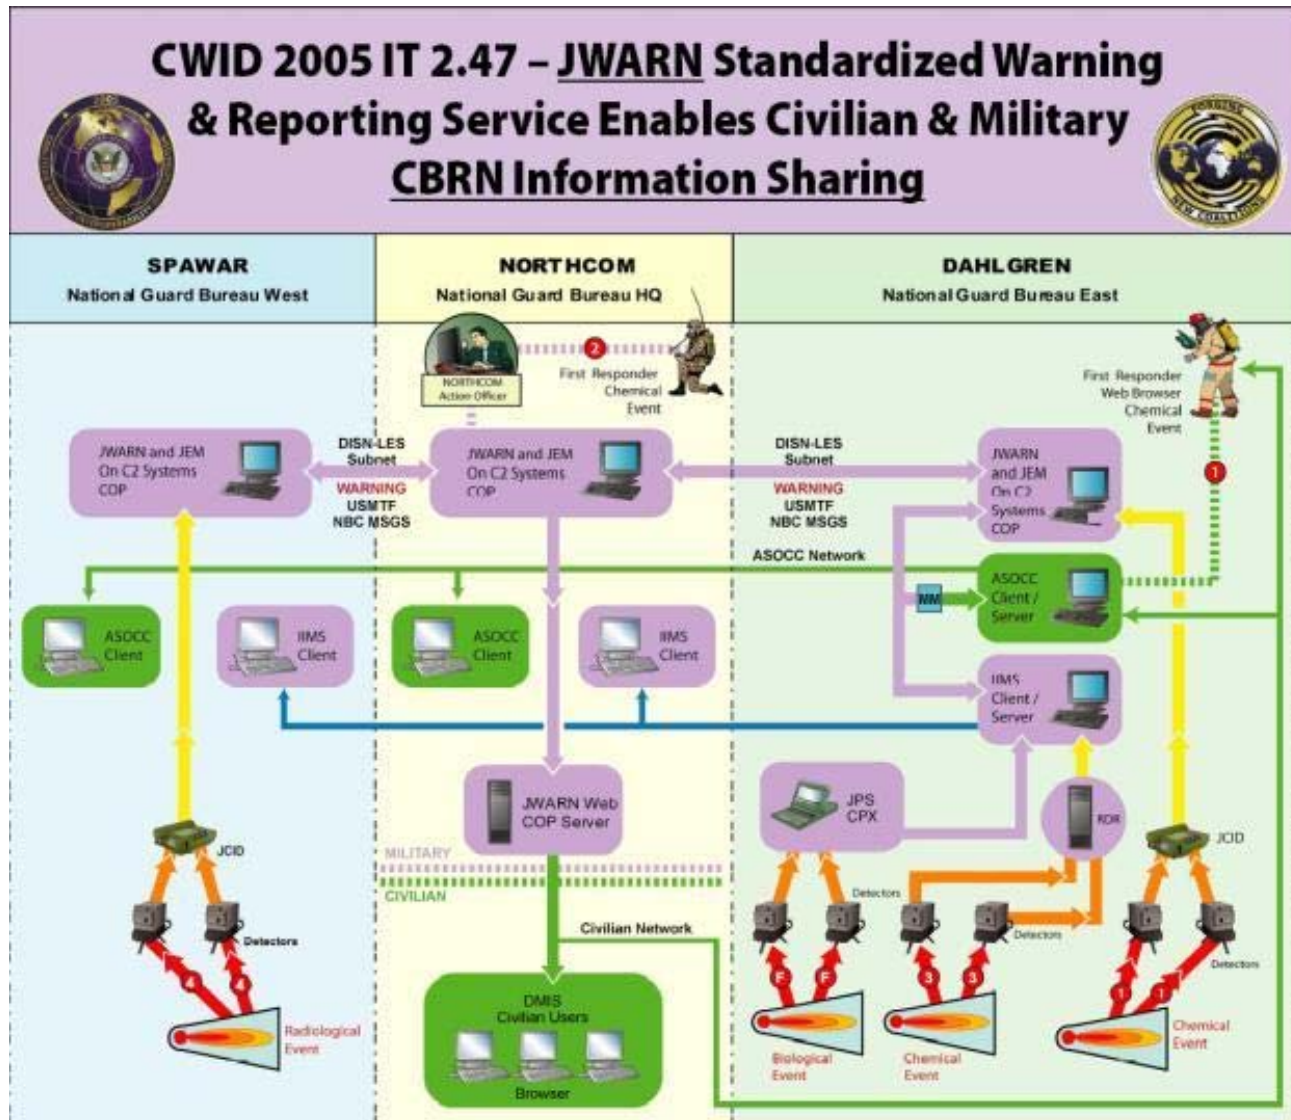 CWID 2005 IT 2.47 – JWARN Standardized Warning
& Reporting Service Enables Civilian & Military
CBRN Information Sharing
NEW COALITIONS
SPAWAR
National Guard Bureau West
NORTHCOM
National Guard Bureau HQ
DAHLGREN
National Guard Bureau East
NORTHCOM
Action Officer
2
First Responder
Chemical
Event
First Responder
Web Browser
Chemical
Event
1
JWARN and JEM
On C2 Systems
COP
DISN-LES
Subnet
WARNING
USMTF
NBC MSGS
JWARN and JEM
On C2 Systems
COP
DISN-LES
Subnet
WARNING
USMTF
NBC MSGS
JWARN
and JEM
On C2
Systems
COP
ASOCC Network
ASOCC
Client
IIMS
Client
ASOCC
Client
IIMS
Client
MM
ASOCC
Client /
Server
IIMS
Client /
Server
JWARN Web
COP Server
JPS
CPX
JCID
JCID
MILITARY
CIVILIAN
Detectors
Detectors
Detectors
Detectors
Civilian Network
4
4
F
F
3
3
1
1
Radiological
Event
DMIS
Civilian Users
Browser
Biological
Event
Chemical
Event
Chemical
Event